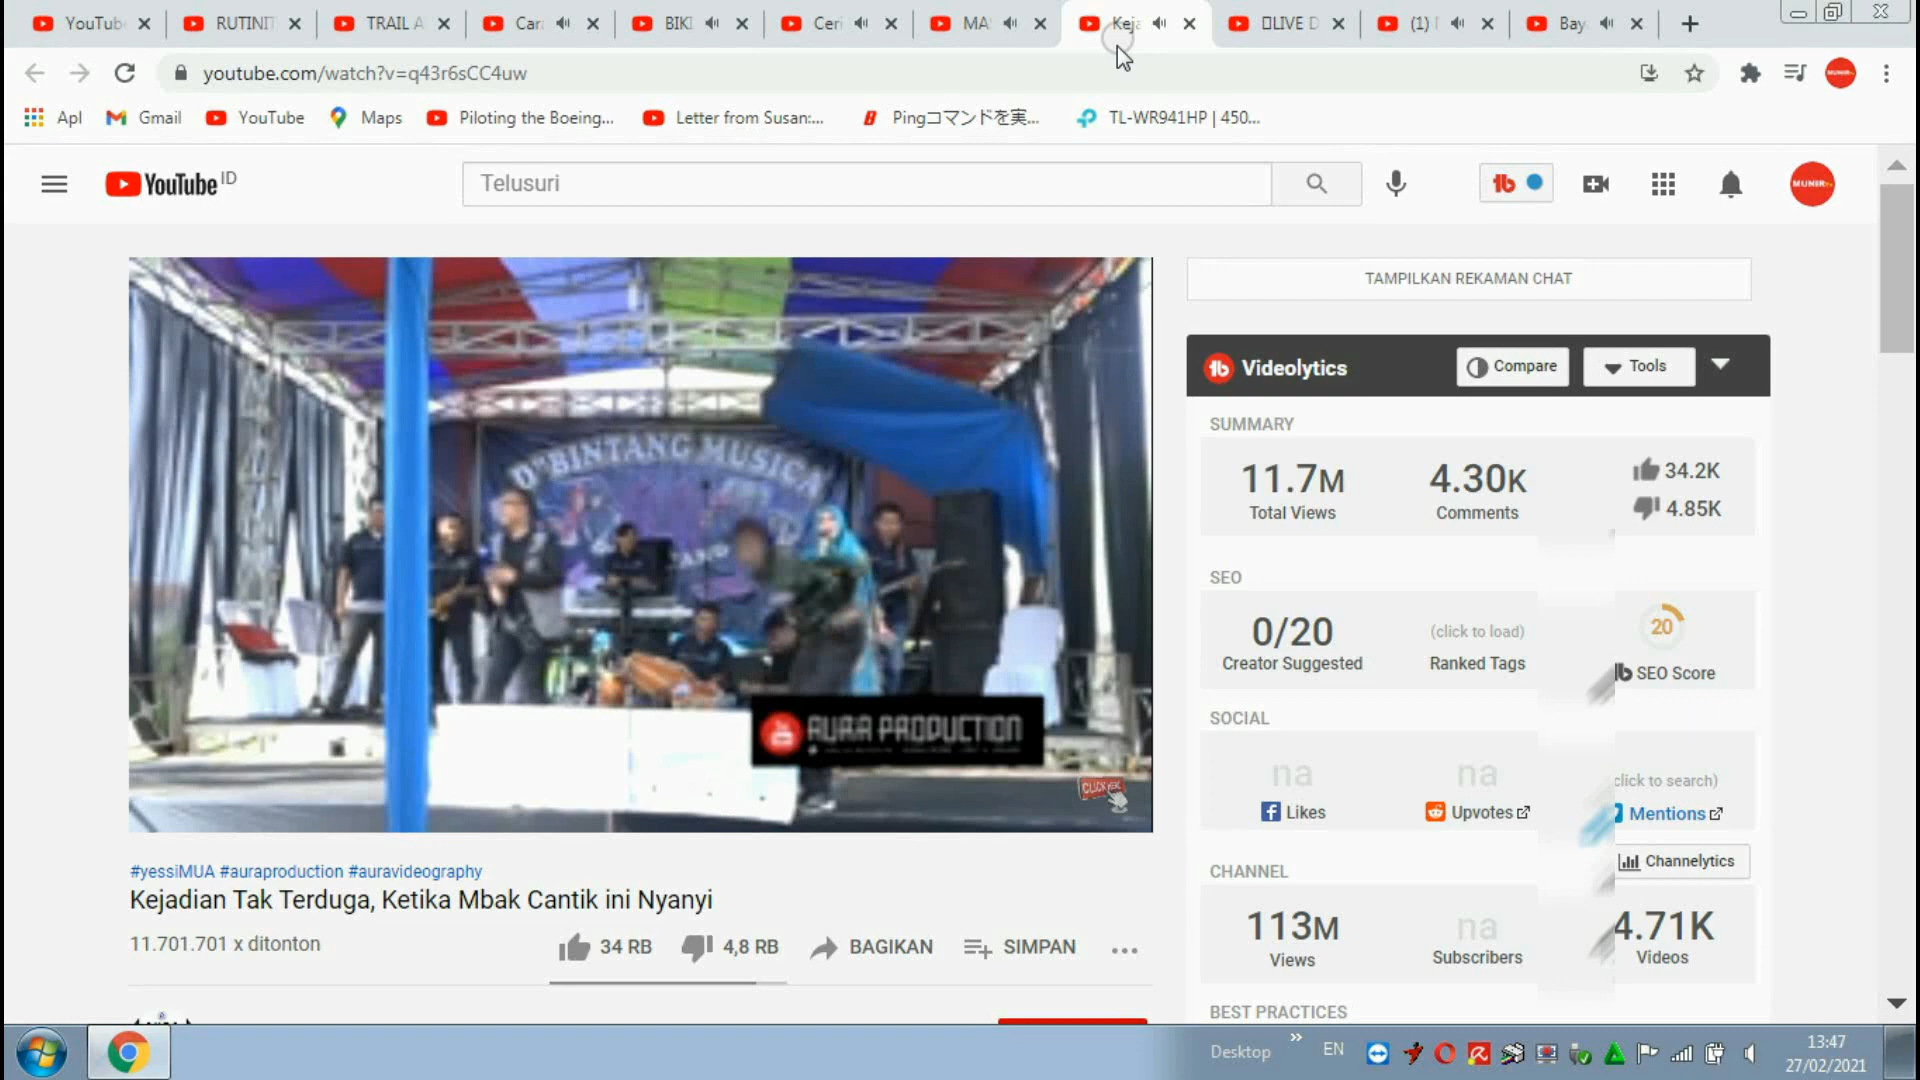 YouTub
RUTINIT
TRAIL A
Car
BIKI
Ceri
MA
Keja
LIVE D
(1)
Bay
youtube.com/watch?v=q43r6sCC4uw
MUNIR
Apl
Gmail
YouTube
Maps
Piloting the Boeing...
Letter from Susan:...
Pingコマンドを実...
TL-WR941HP | 450...
YouTube ID
Telusuri
MUNIR
D'BINTANG MUSICA
AURA PRODUCTION
CLICK HERE
TAMPILKAN REKAMAN CHAT
Videolytics
Compare
Tools
SUMMARY
11.7M
Total Views
4.30K
Comments
34.2K
4.85K
SEO
0/20
Creator Suggested
(click to load)
Ranked Tags
20
SEO Score
SOCIAL
na
Likes
na
Upvotes
click to search)
Mentions
CHANNEL
Channelytics
113M
Views
na
Subscribers
4.71K
Videos
BEST PRACTICES
#yessiMUA #auraproduction #auravideography
Kejadian Tak Terduga, Ketika Mbak Cantik ini Nyanyi
11.701.701 x ditonton
34 RB
4,8 RB
BAGIKAN
SIMPAN
Desktop
EN
13:47
27/02/2021